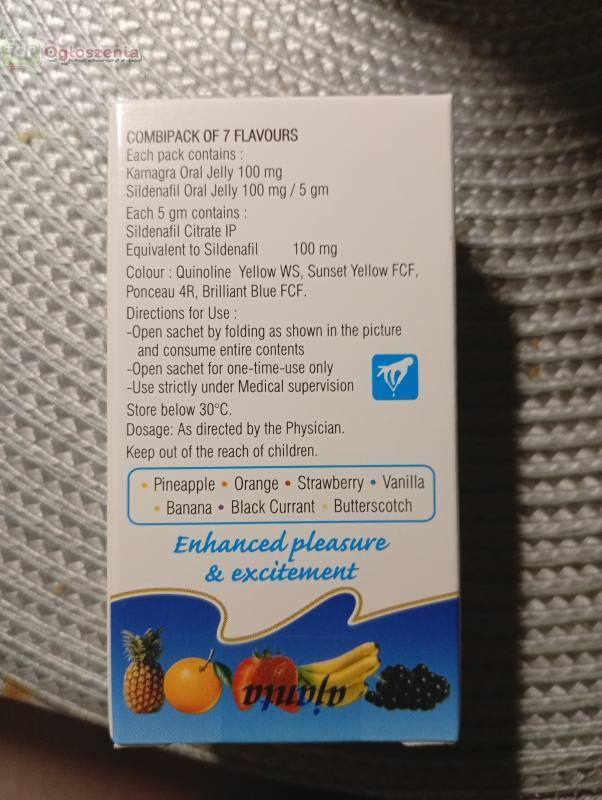 Ogłoszenia
COMBIPACK OF 7 FLAVOURS
Each pack contains :
Kamagra Oral Jelly 100 mg
Sildenafil Oral Jelly 100 mg / 5 gm
Each 5 gm contains :
Sildenafil Citrate IP
Equivalent to Sildenafil 100 mg
Colour : Quinoline Yellow WS, Sunset Yellow FCF,
Ponceau 4R, Brilliant Blue FCF.
Directions for Use :
-Open sachet by folding as shown in the picture
and consume entire contents
-Open sachet for one-time-use only
-Use strictly under Medical supervision
Store below 30°C.
Dosage: As directed by the Physician.
Keep out of the reach of children.
• Pineapple • Orange • Strawberry • Vanilla
• Banana • Black Currant • Butterscotch
Enhanced pleasure
& excitement
ajanta